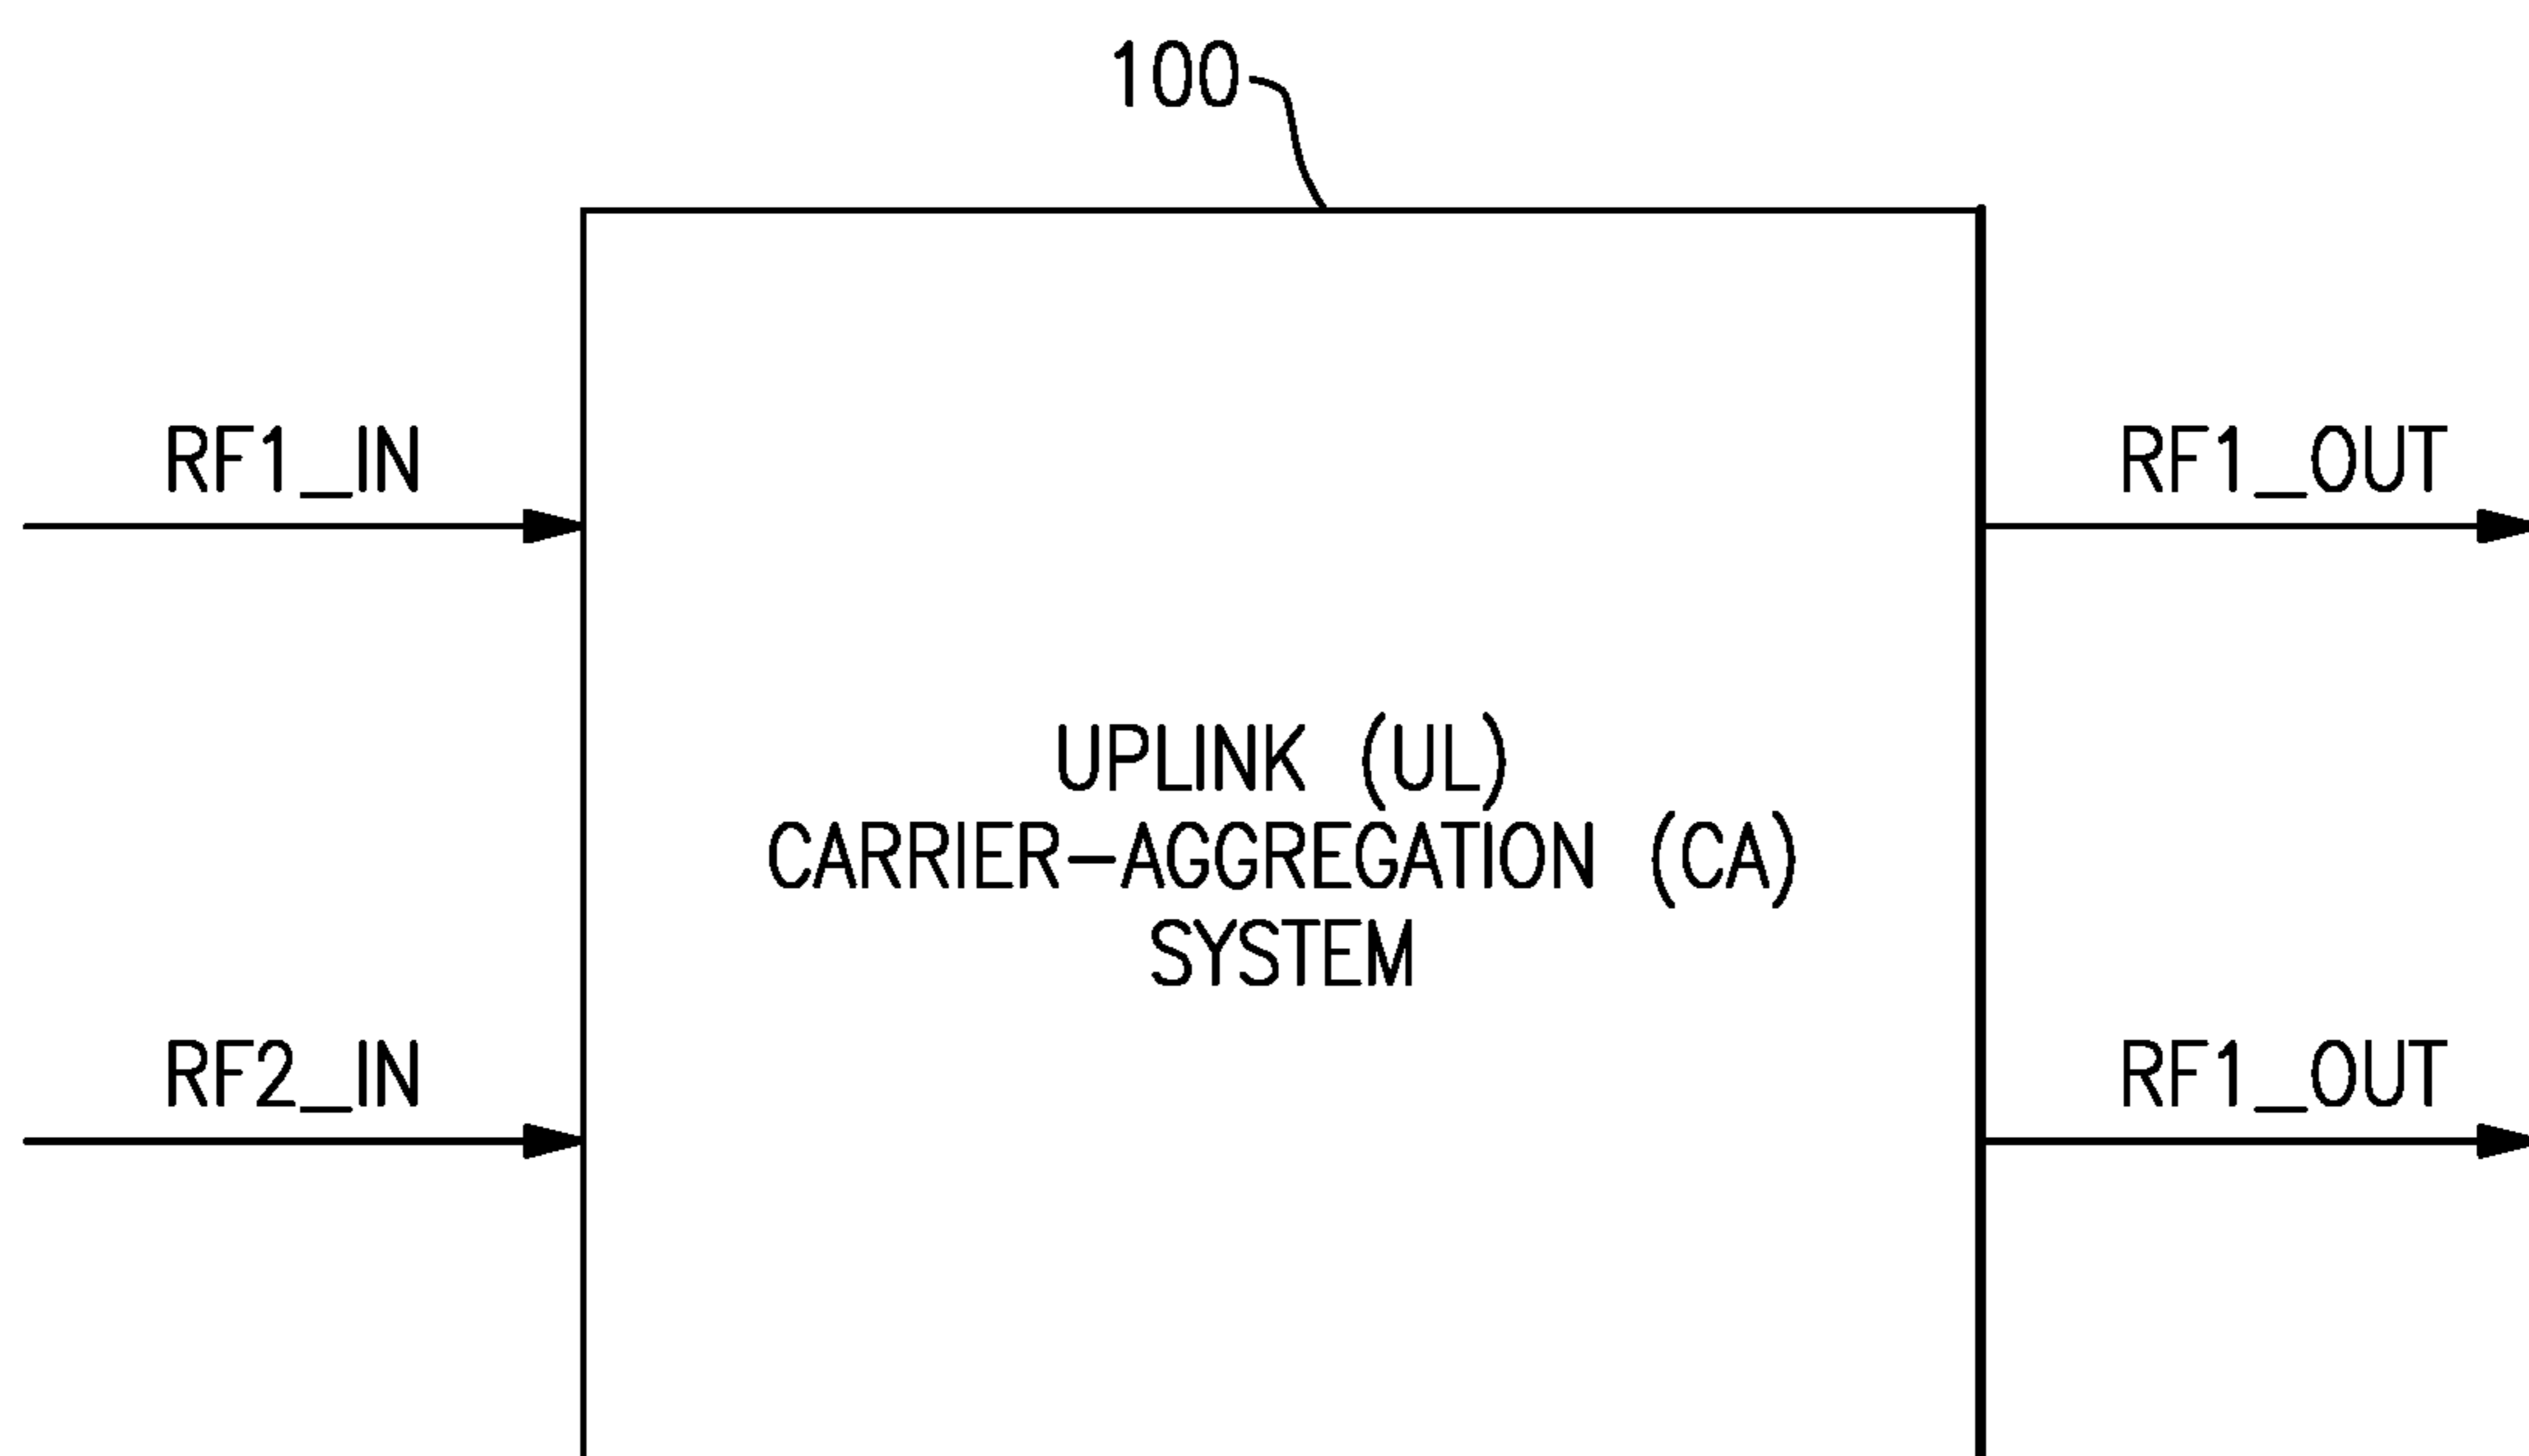 100
RF1_IN
RF1_OUT
UPLINK (UL)
CARRIER-AGGREGATION (CA)
SYSTEM
RF2_IN
RF1_OUT